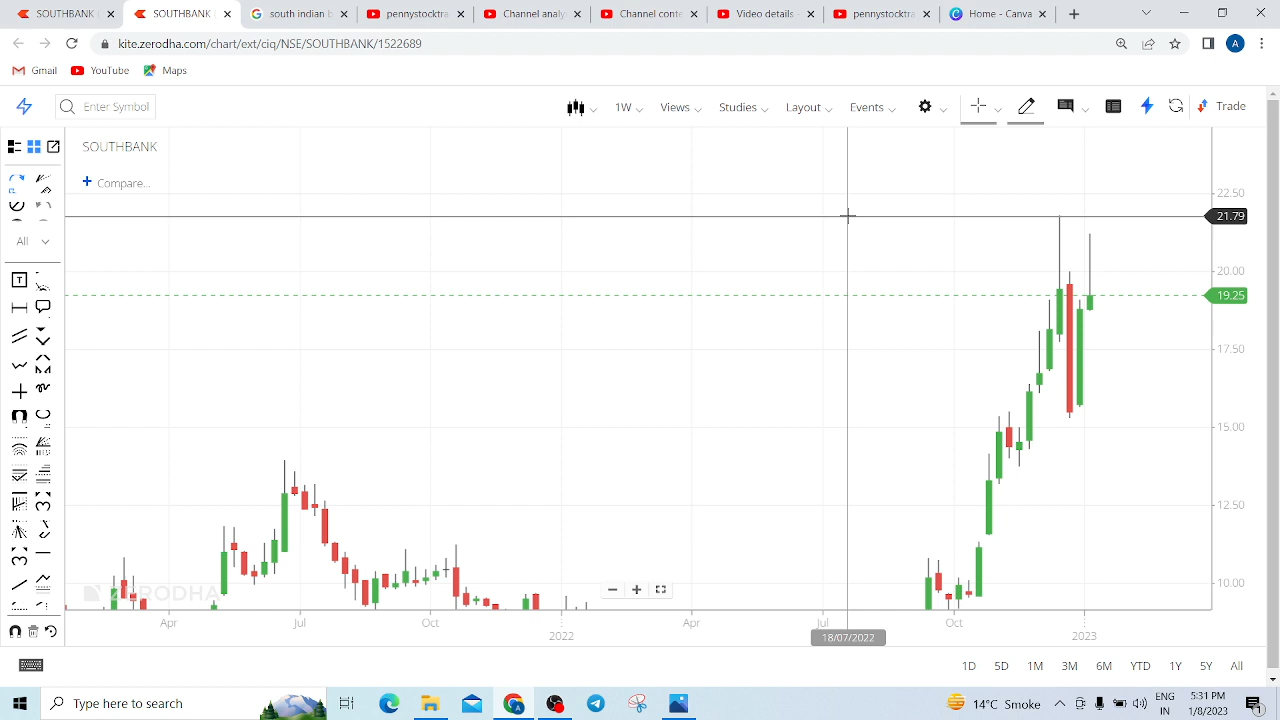 SOUTHBANK
SOUTHBANK
south indian b
pennystocktra
Channel analy
Channel conte
Video details
pennystocktra
Home - Canva
kite.zerodha.com/chart/ext/ciq/NSE/SOUTHBANK/1522689
A
Gmail
YouTube
Maps
Enter Symbol
1W
Views
Studies
Layout
Events
Trade
SOUTHBANK
Compare...
All
T
22.50
21.79
20.00
19.25
17.50
15.00
12.50
10.00
ZERODHA
Apr
Jul
Oct
2022
Apr
Jul
Oct
2023
18/07/2022
1D
5D
1M
3M
6M
YTD
1Y
5Y
All
Type here to search
14°C Smoke
IN
5:31 PM
1/8/2023